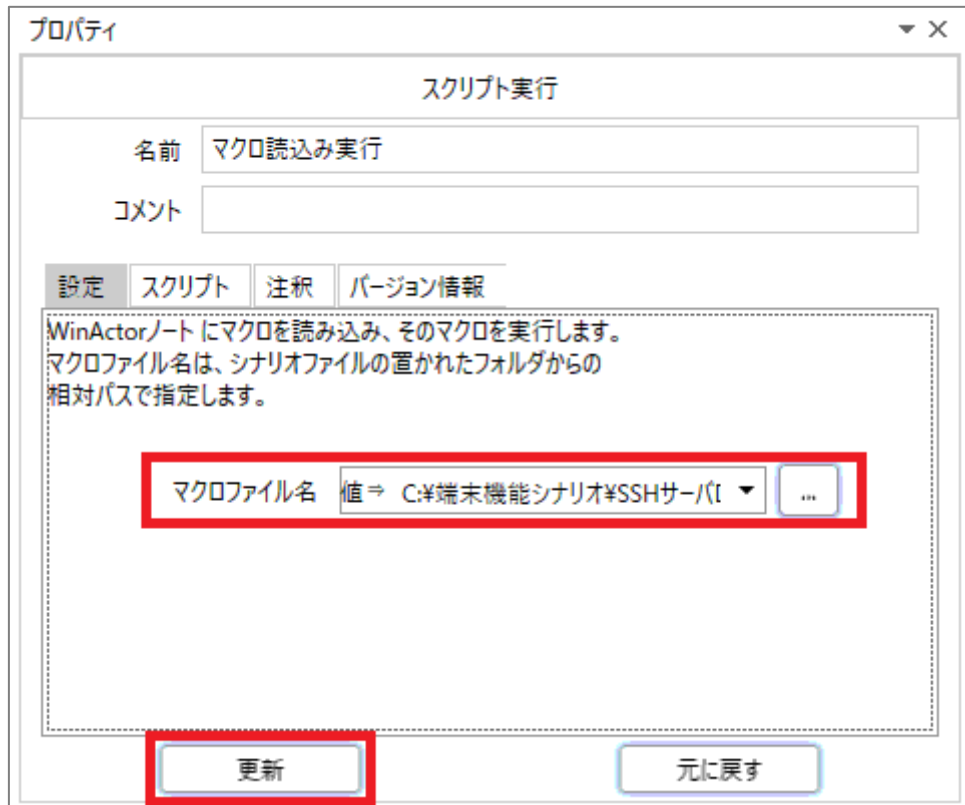 プロパティ
スクリプト実行
名前 マクロ読込み実行
コメント
設定 スクリプト 注釈 バージョン情報
WinActorノート にマクロを読み込み、そのマクロを実行します。
マクロファイル名は、シナリオファイルの置かれたフォルダからの
相対パスで指定します。
マクロファイル名 値⇒ C:¥端末機能シナリオ¥SSHサーバ ...
更新 元に戻す